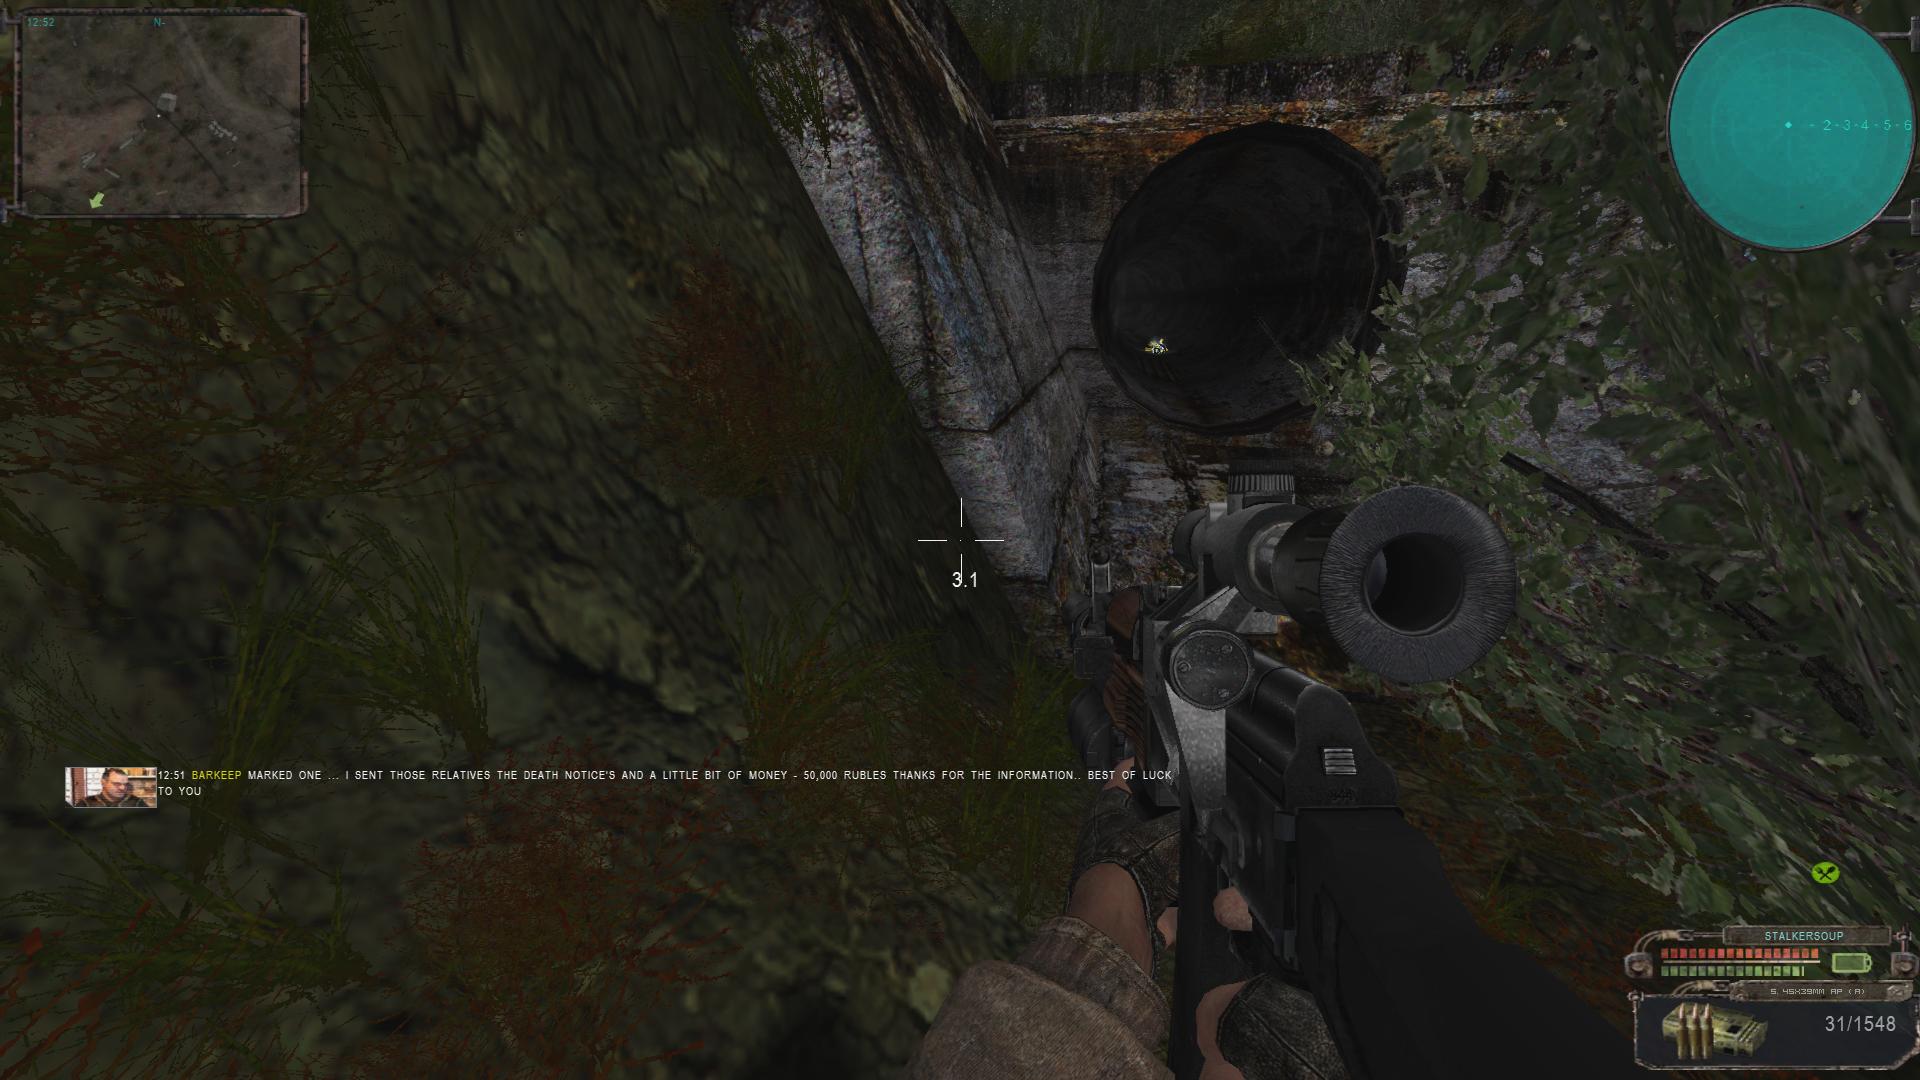 12:52
N-
- 2-3-4-5-6
3.1
12:51 BARKEEP MARKED ONE ... I SENT THOSE RELATIVES THE DEATH NOTICE'S AND A LITTLE BIT OF MONEY - 50,000 RUBLES THANKS FOR THE INFORMATION.. BEST OF LUCK
TO YOU
STALKERSOUP
5.45X39MM AP (A)
31/1548